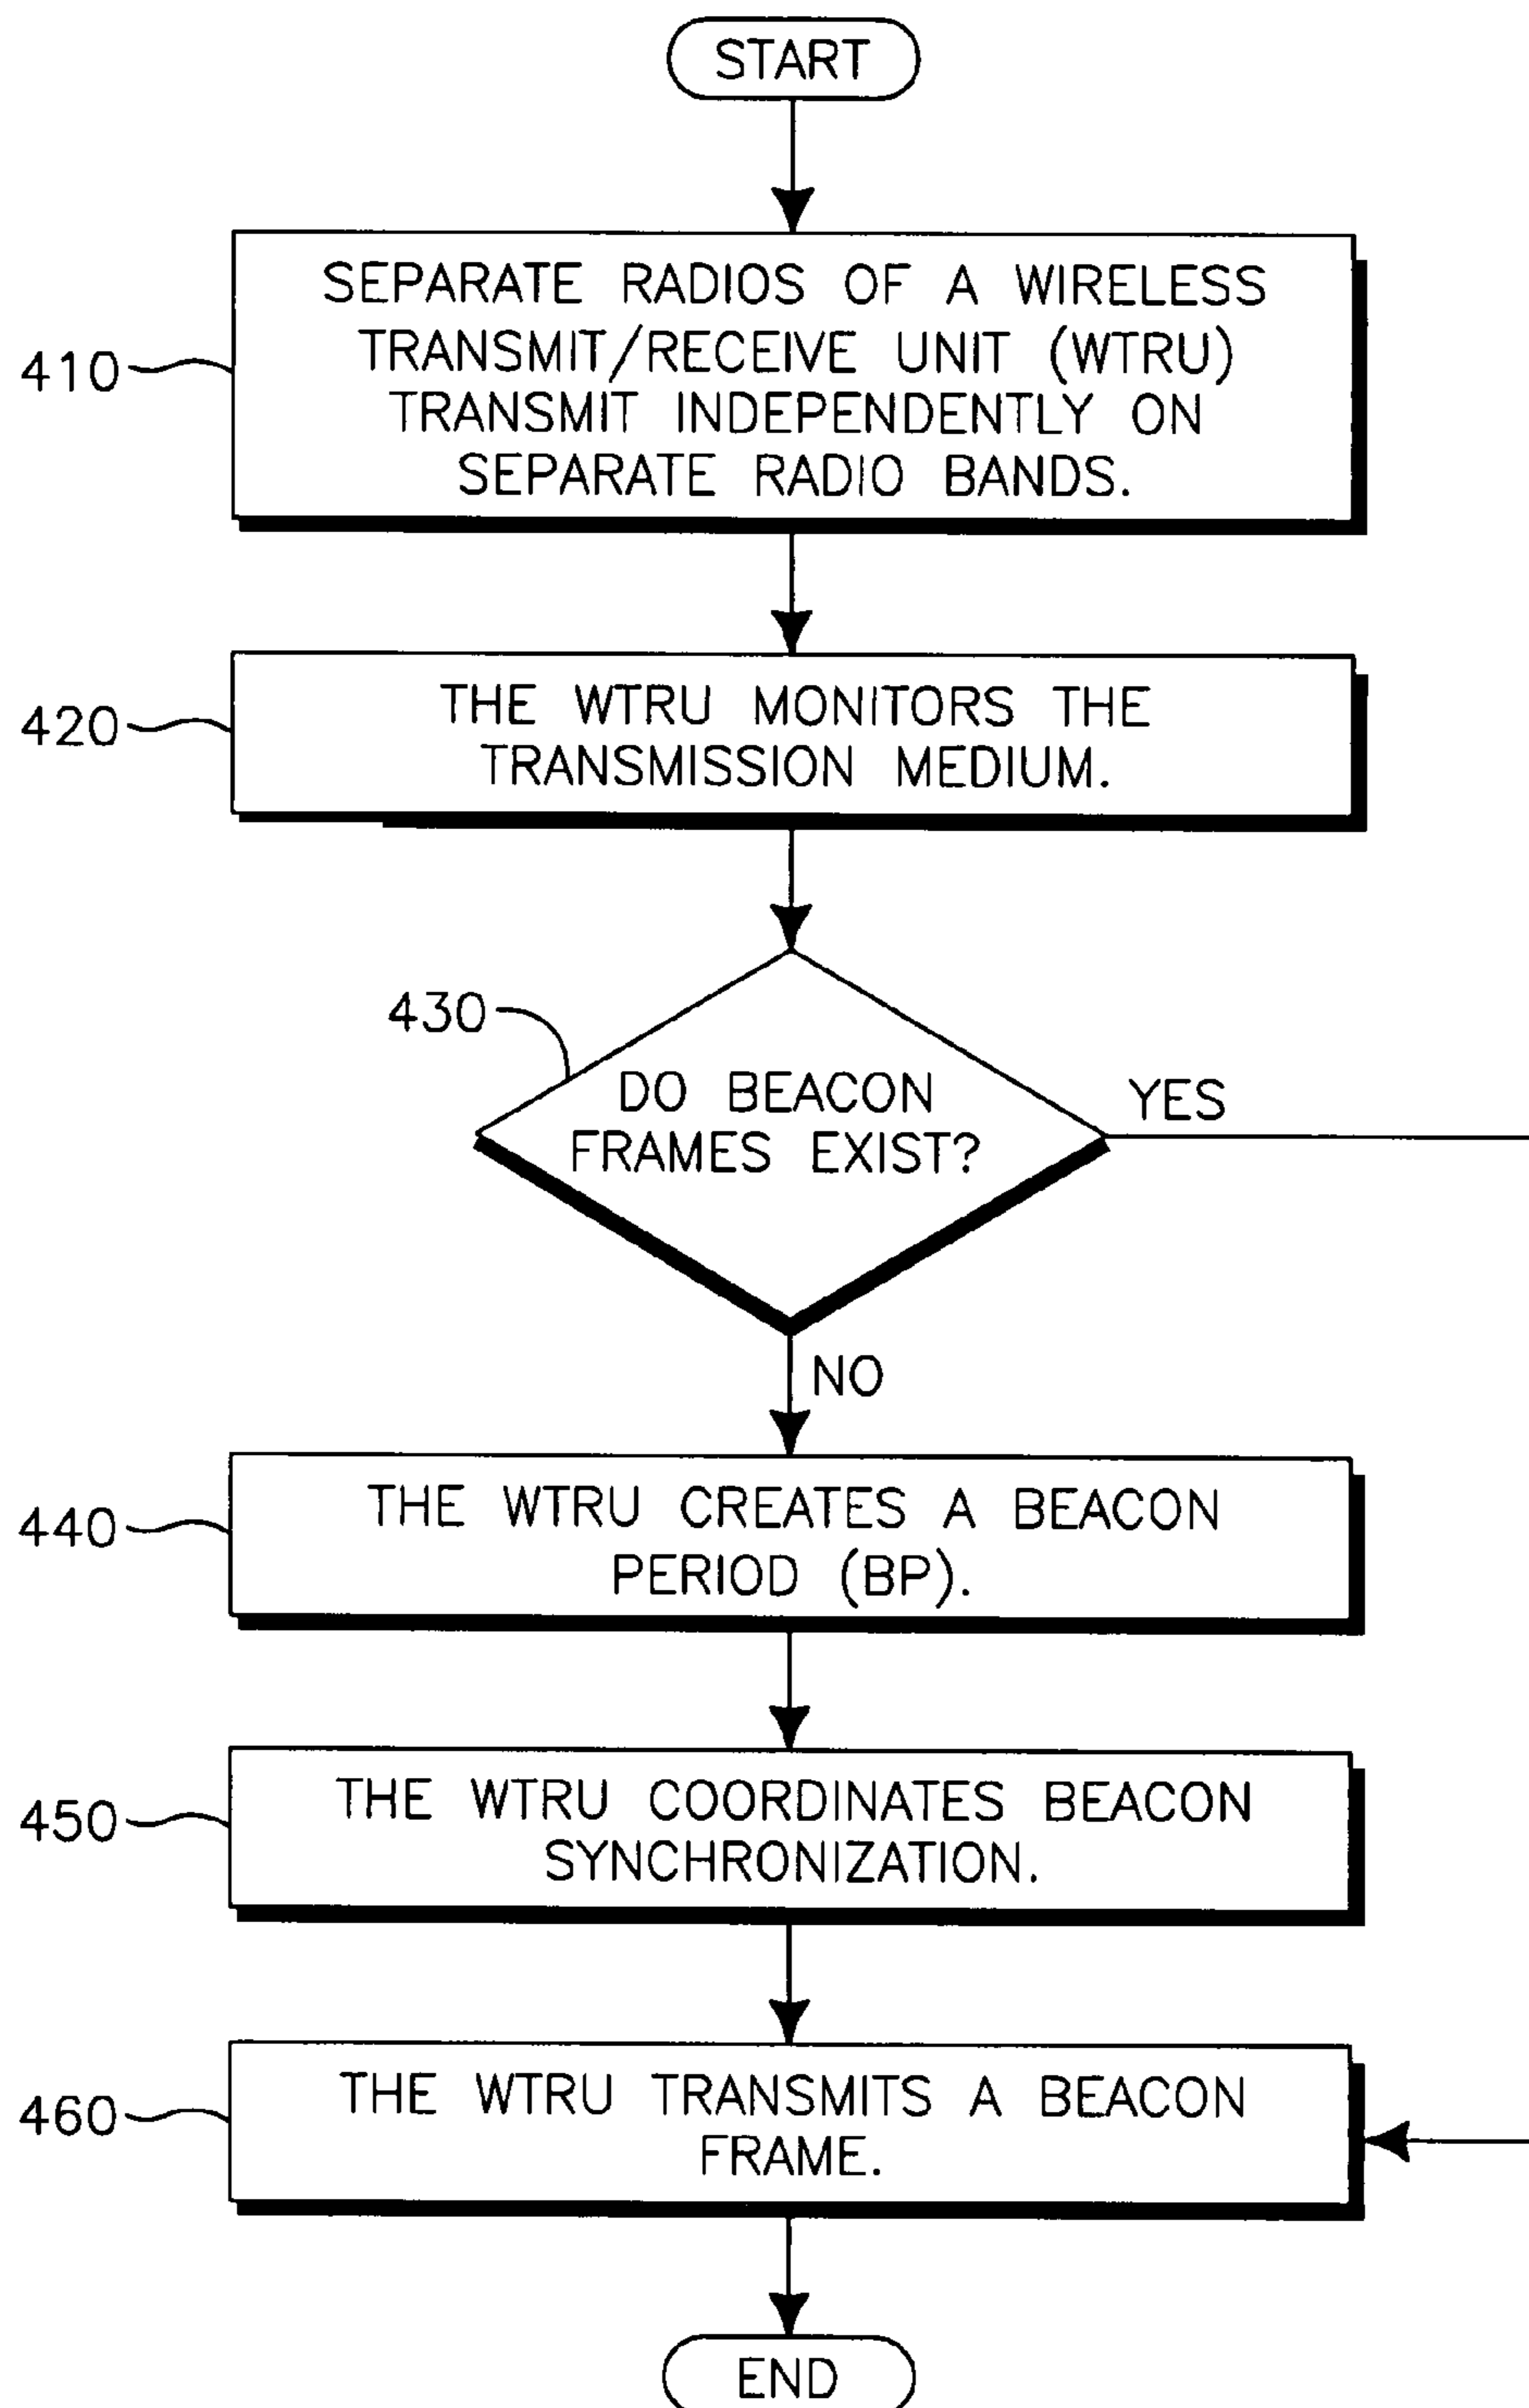 START
SEPARATE RADIOS OF A WIRELESS
TRANSMIT/RECEIVE UNIT (WTRU)
TRANSMIT INDEPENDENTLY ON
SEPARATE RADIO BANDS.
410
THE WTRU MONITORS THE
TRANSMISSION MEDIUM.
420
430
DO BEACON
FRAMES EXIST?
YES
NO
THE WTRU CREATES A BEACON
PERIOD (BP).
440
THE WTRU COORDINATES BEACON
SYNCHRONIZATION.
450
THE WTRU TRANSMITS A BEACON
FRAME.
460
END